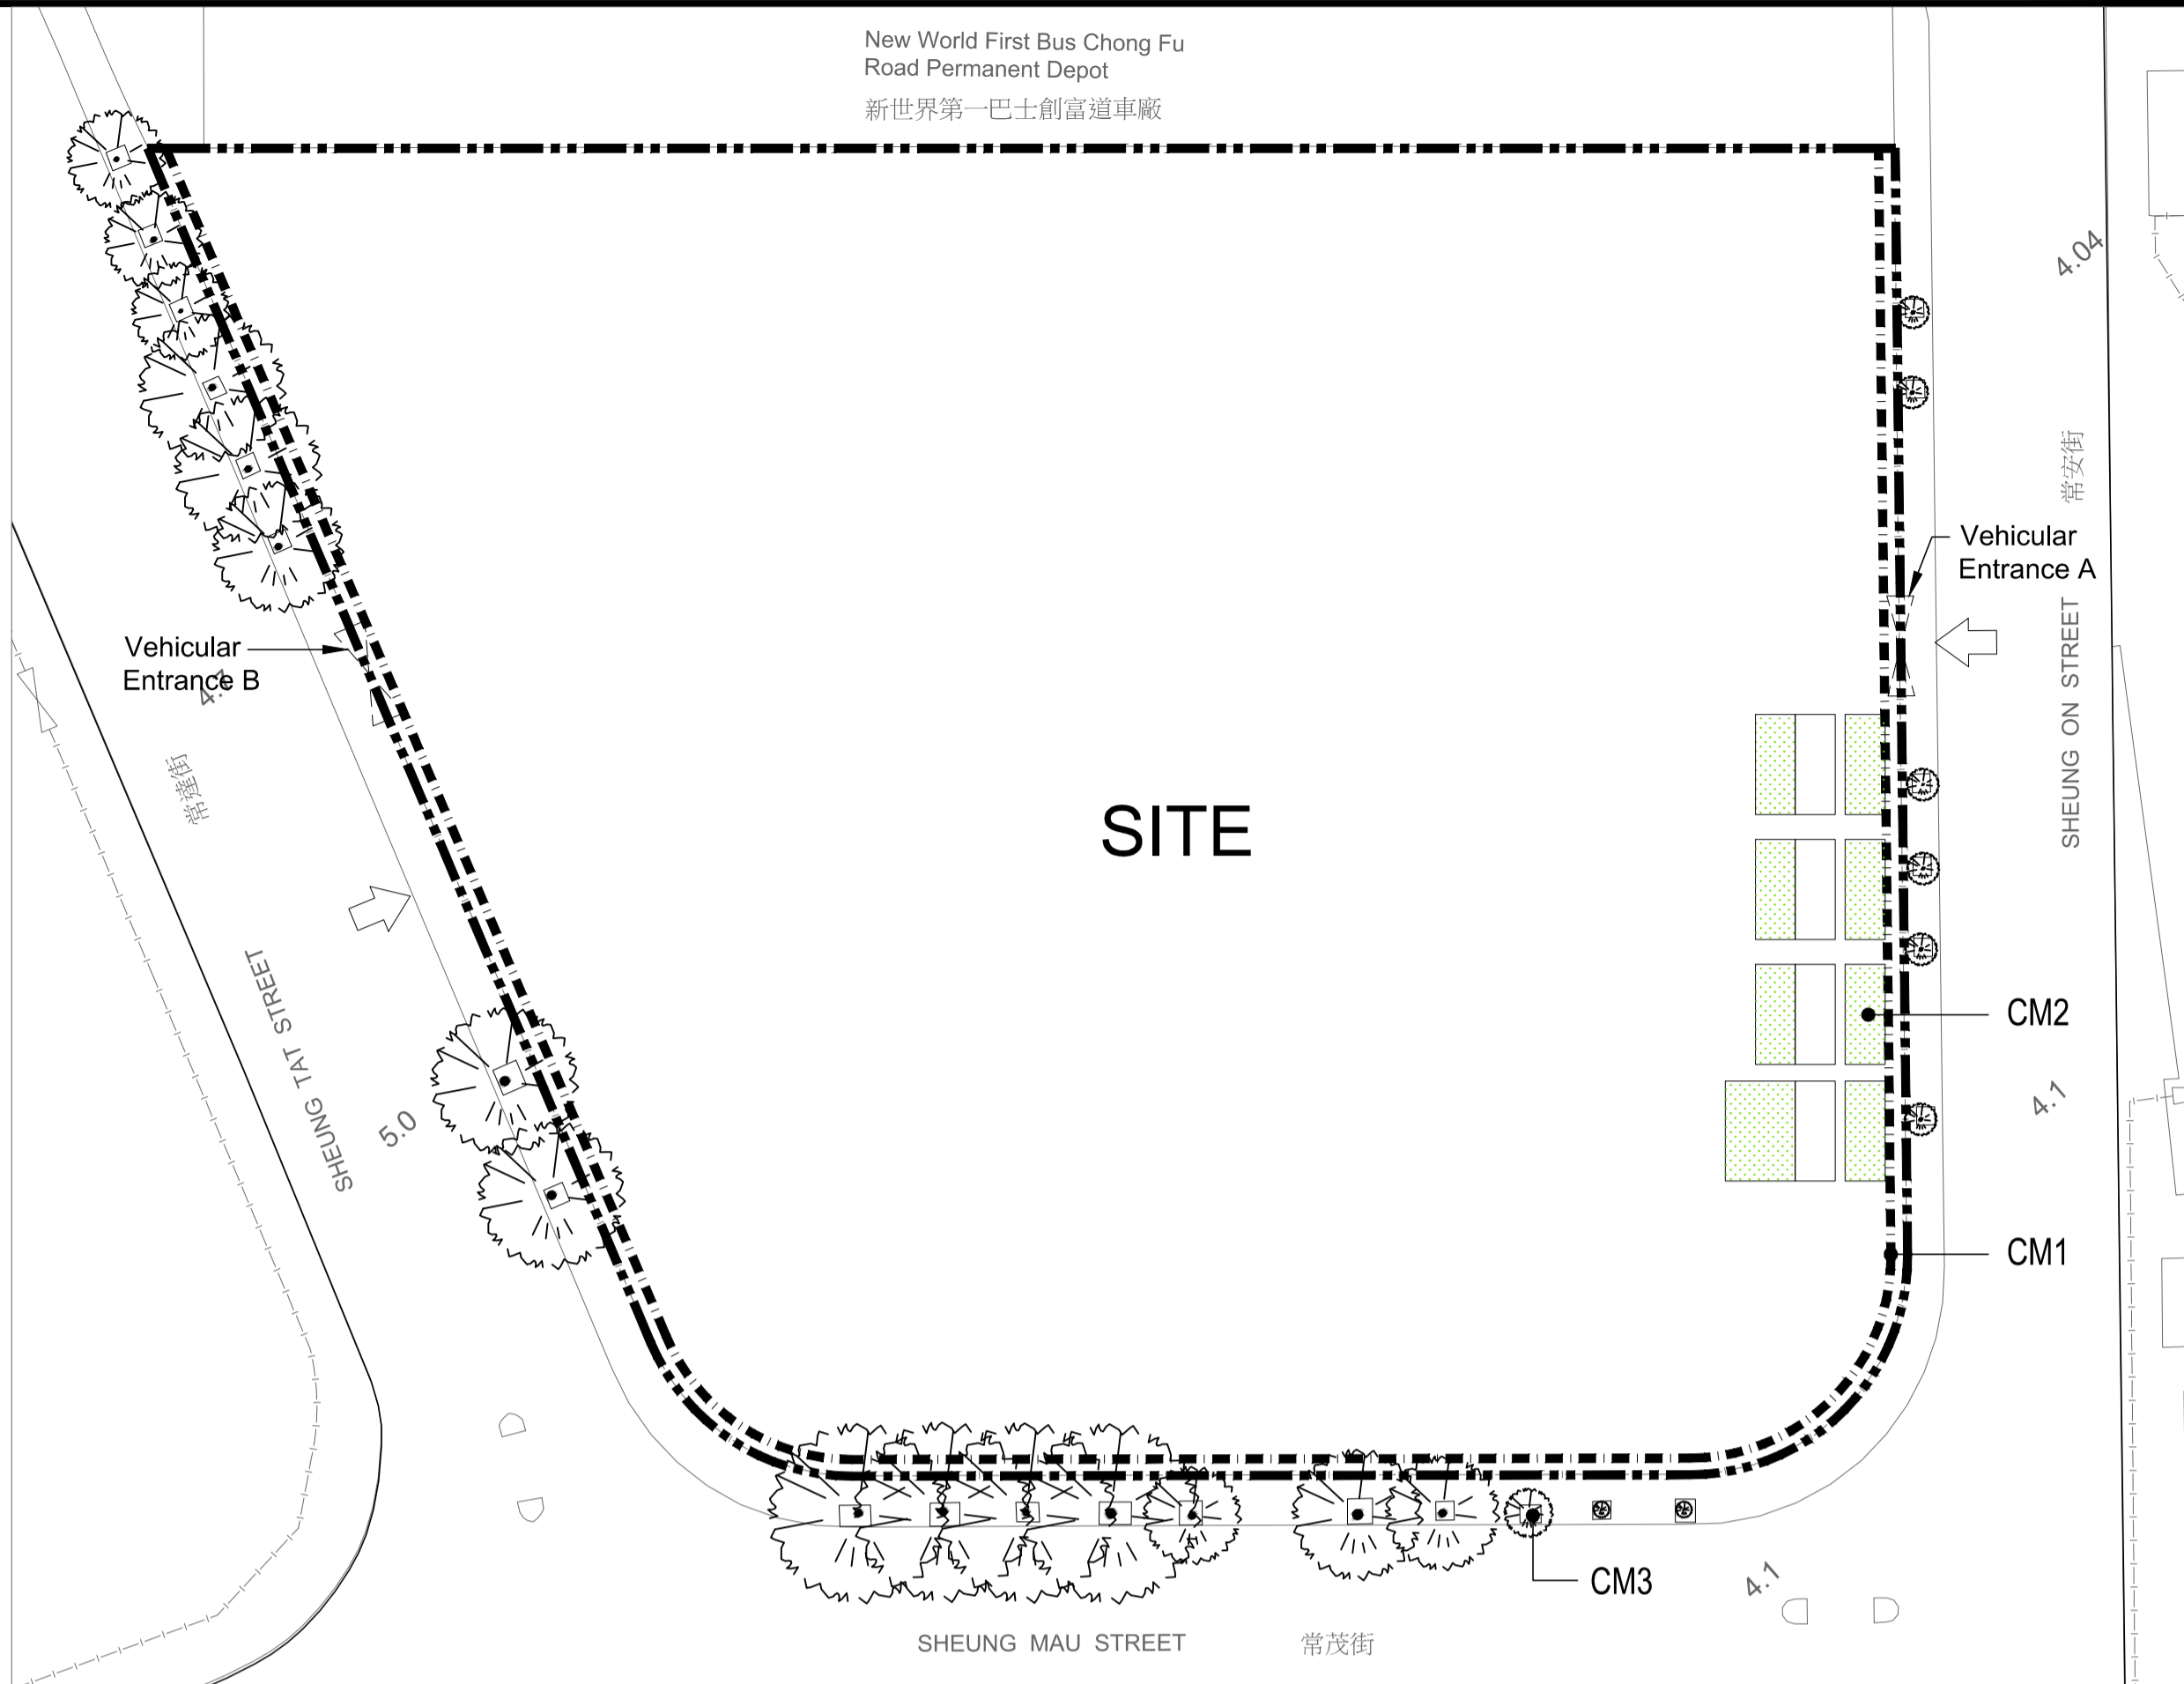 New World First Bus Chong Fu
Road Permanent Depot
新世界第一巴士創富道車廠
4.04
常安街
Vehicular
Entrance A
SHEUNG ON STREET
Vehicular
Entrance B
常達街
SITE
SHEUNG TAT STREET
5.0
CM2
4.1
CM1
CM3
4.1
SHEUNG MAU STREET 常茂街